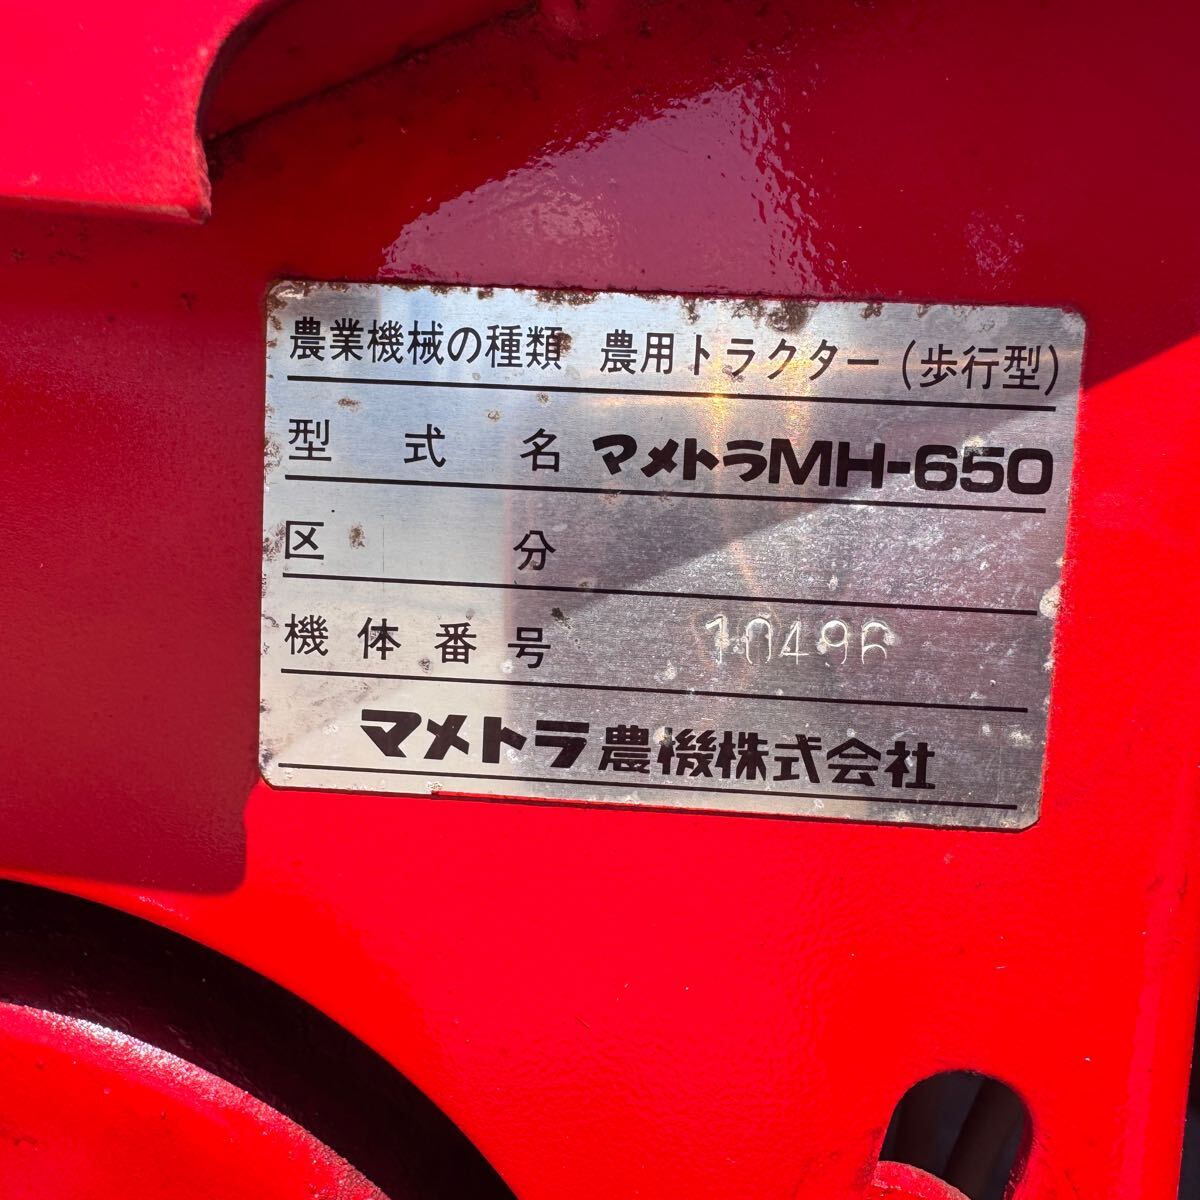 農業機械の種類 農用トラクター(歩行型)
型式名 マメトラMH-650
区分
機体番号 10496
マメトラ農機株式会社